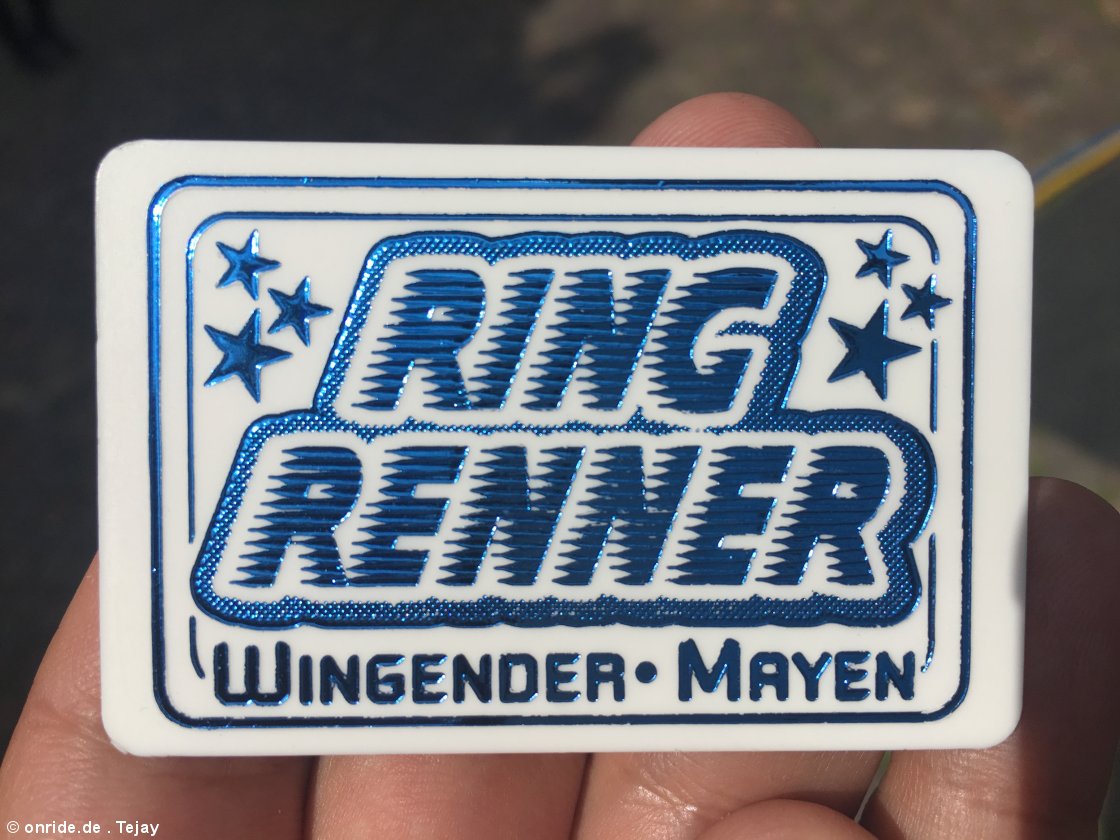 RING
RENNER
WINGENDER • MAYEN
© onride.de . Tejay